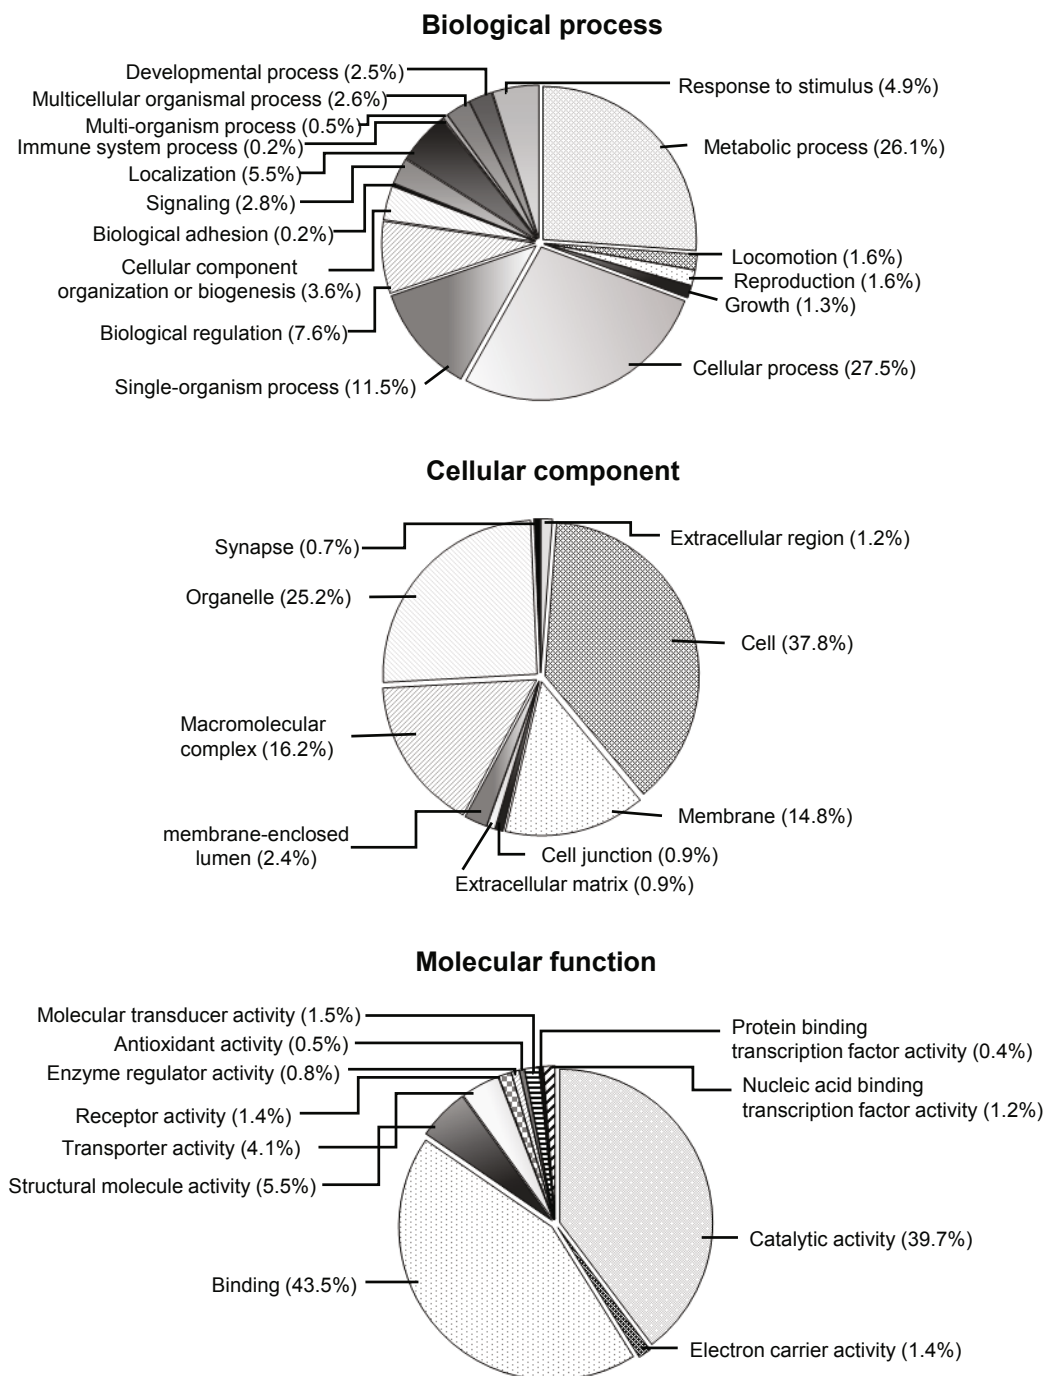 Biological process
Developmental process (2.5%)
Multicellular organismal process (2.6%)
Multi-organism process (0.5%)
Immune system process (0.2%)
Localization (5.5%)
Signaling (2.8%)
Biological adhesion (0.2%)
Cellular component
organization or biogenesis (3.6%)
Biological regulation (7.6%)
Single-organism process (11.5%)
Response to stimulus (4.9%)
Metabolic process (26.1%)
Locomotion (1.6%)
Reproduction (1.6%)
Growth (1.3%)
Cellular process (27.5%)
Cellular component
Synapse (0.7%)
Organelle (25.2%)
Macromolecular
complex (16.2%)
membrane-enclosed
lumen (2.4%)
Extracellular region (1.2%)
Cell (37.8%)
Membrane (14.8%)
Cell junction (0.9%)
Extracellular matrix (0.9%)
Molecular function
Molecular transducer activity (1.5%)
Antioxidant activity (0.5%)
Enzyme regulator activity (0.8%)
Receptor activity (1.4%)
Transporter activity (4.1%)
Structural molecule activity (5.5%)
Binding (43.5%)
Protein binding
transcription factor activity (0.4%)
Nucleic acid binding
transcription factor activity (1.2%)
Catalytic activity (39.7%)
Electron carrier activity (1.4%)